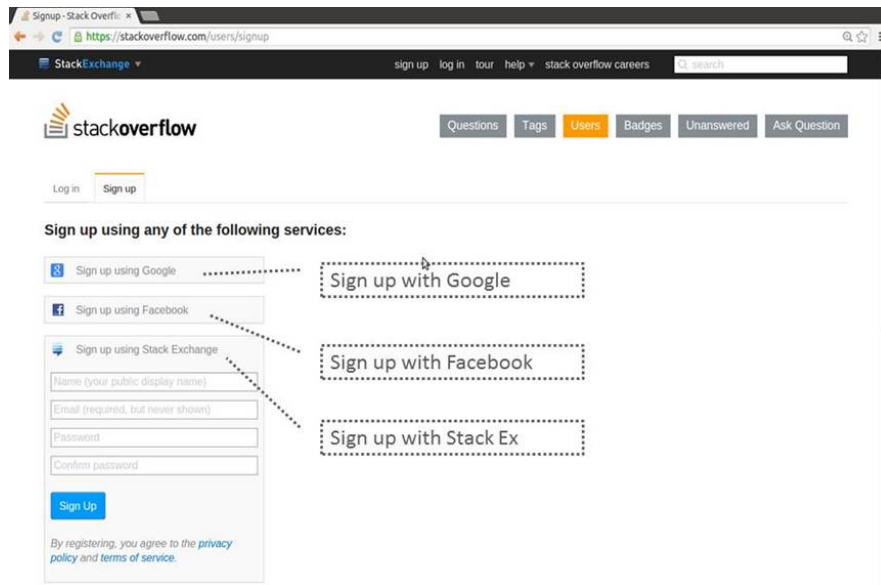 Signup - Stack Overflo
https://stackoverflow.com/users/signup
StackExchange sign up log in tour help stack overflow careers search
stackoverflow
Questions Tags Users Badges Unanswered Ask Question
Log in Sign up
Sign up using any of the following services:
Sign up using Google
Sign up with Google
Sign up using Facebook
Sign up with Facebook
Sign up using Stack Exchange
Name (your public display name)
Email (required, but never shown)
Password
Sign up with Stack Ex
Confirm password
Sign Up
By registering, you agree to the privacy
policy and terms of service.